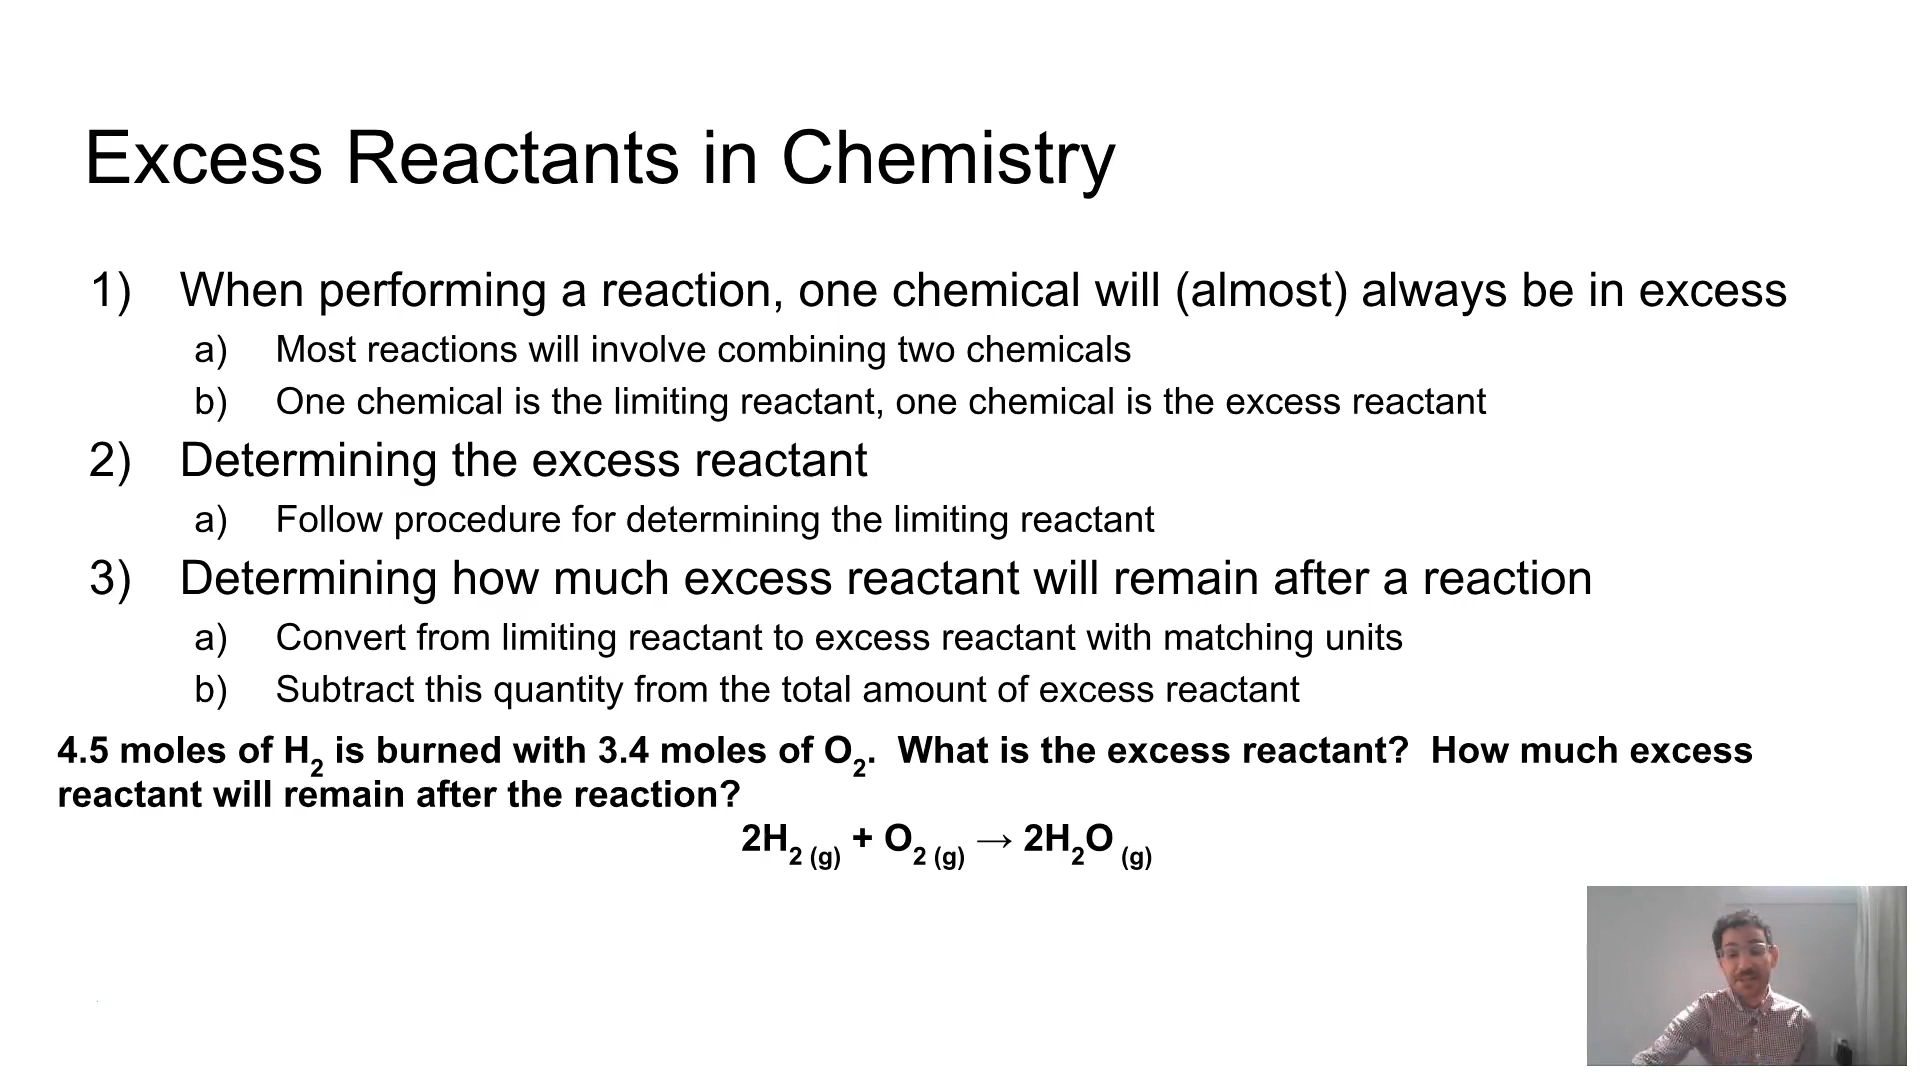 Excess Reactants in Chemistry
1) When performing a reaction, one chemical will (almost) always be in excess
a) Most reactions will involve combining two chemicals
b) One chemical is the limiting reactant, one chemical is the excess reactant
2) Determining the excess reactant
a) Follow procedure for determining the limiting reactant
3) Determining how much excess reactant will remain after a reaction
a) Convert from limiting reactant to excess reactant with matching units
b) Subtract this quantity from the total amount of excess reactant
4.5 moles of H₂ is burned with 3.4 moles of O₂. What is the excess reactant? How much excess
reactant will remain after the reaction?
2H₂ (g) + O₂ (g) → 2H₂O (g)